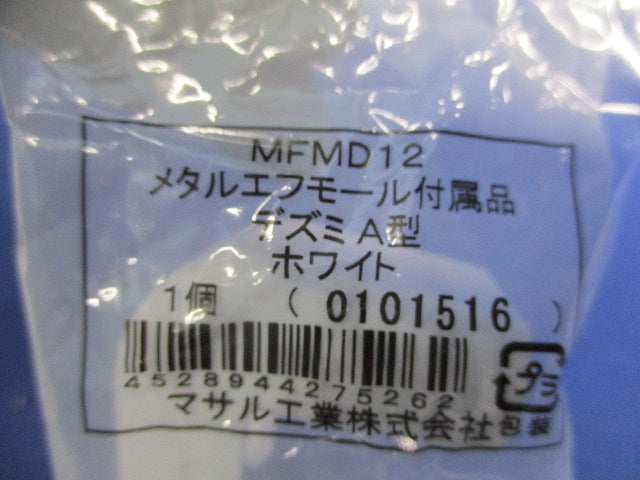 MFMD12
メタルエフモール付属品
デズミA型
ホワイト
1個 (0101516)
4528944275262
プラ
マサル工業株式会社 包装